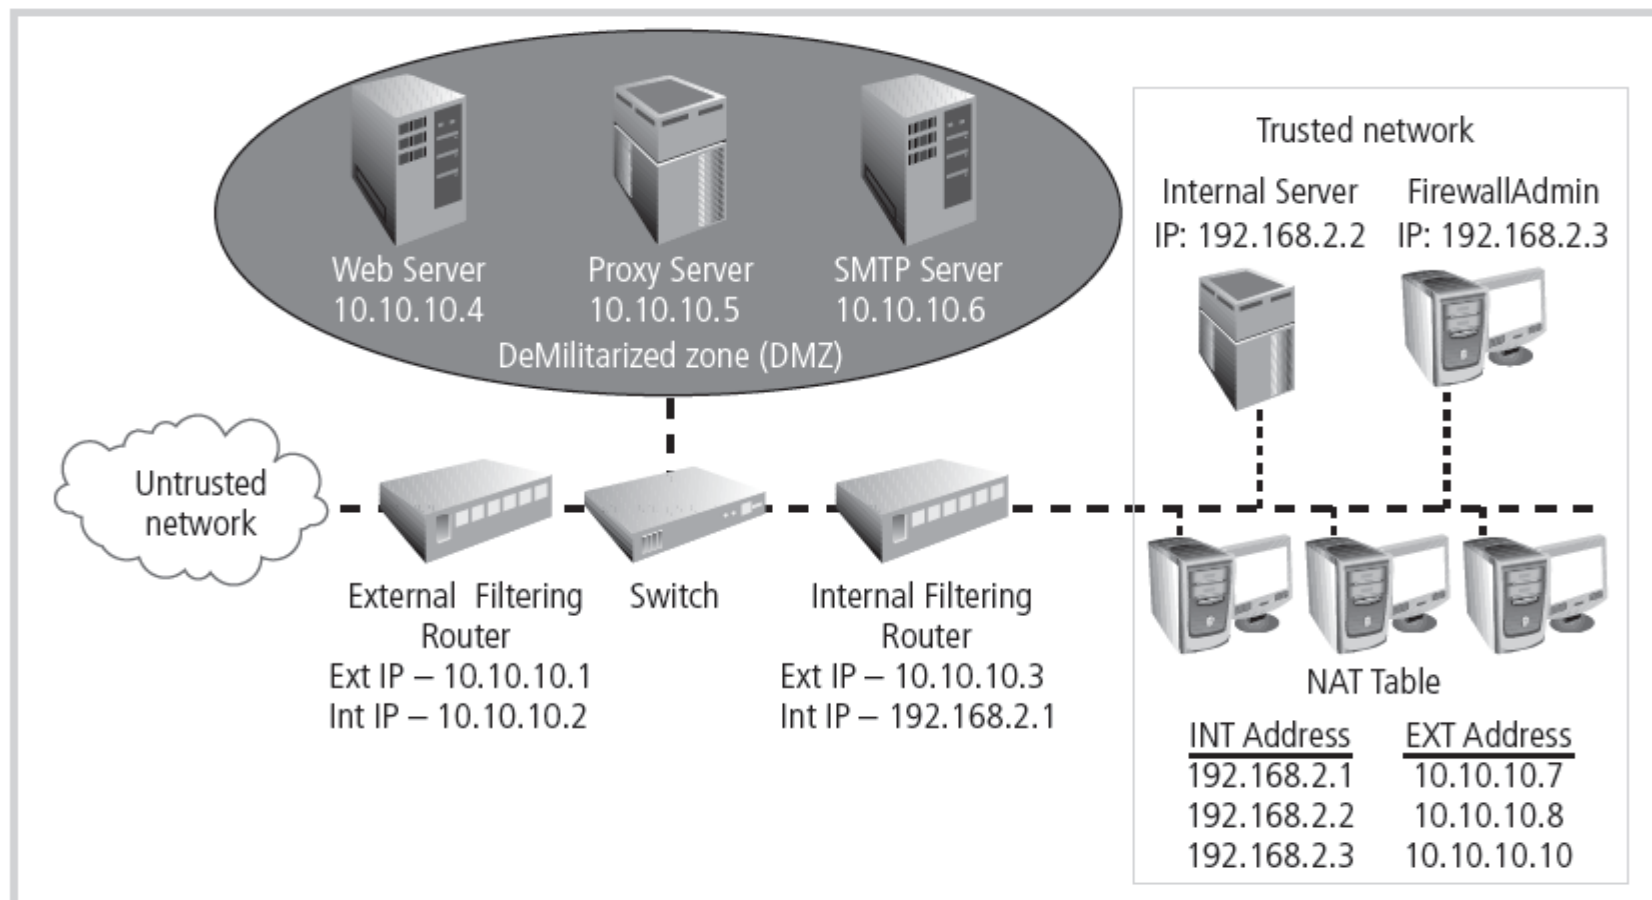 Web Server
10.10.10.4
Proxy Server
10.10.10.5
SMTP Server
10.10.10.6
DeMilitarized zone (DMZ)
Trusted network
Internal Server
IP: 192.168.2.2
FirewallAdmin
IP: 192.168.2.3
Untrusted
network
External Filtering
Router
Ext IP – 10.10.10.1
Int IP – 10.10.10.2
Switch
Internal Filtering
Router
Ext IP – 10.10.10.3
Int IP – 192.168.2.1
NAT Table
INT Address EXT Address
192.168.2.1 10.10.10.7
192.168.2.2 10.10.10.8
192.168.2.3 10.10.10.10